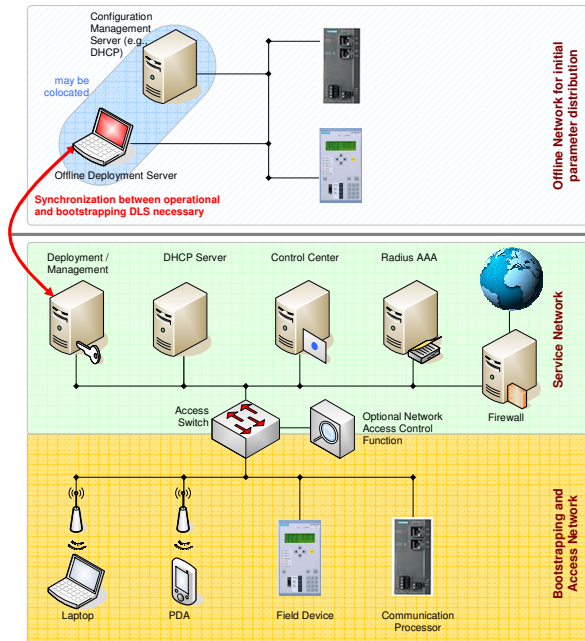 Configuration
Management
Server (e.g.,
DHCP)
may be
colocated
Offline Deployment Server
Synchronization between operational
and bootstrapping DLS necessary
Offline Network for initial
parameter distribution
Deployment /
Management
DHCP Server
Control Center
Radius AAA
Firewall
Service Network
Access
Switch
Optional Network
Access Control
Function
Laptop
PDA
Field Device
Communication
Processor
Bootstrapping and
Access Network